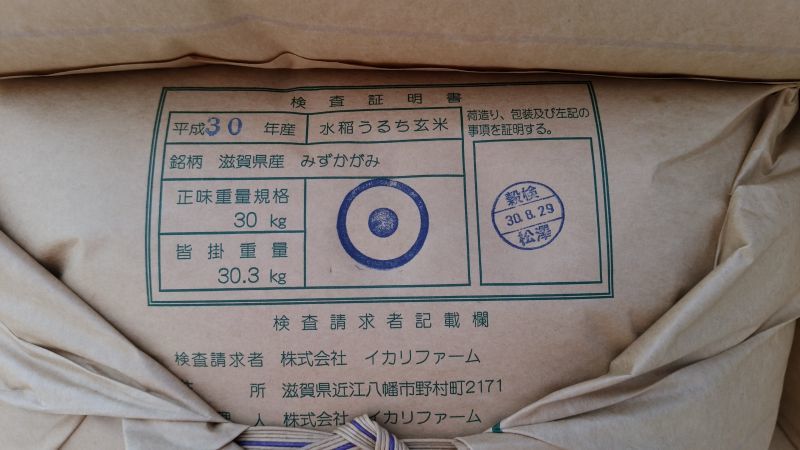 検査証明書
平成30年産 水稲うるち玄米
銘柄 滋賀県産 みずかがみ
正味重量規格
30 kg
皆掛重量
30.3 kg
荷造り、包装及び左記の
事項を証明する。
穀検
30.8.29
松澤
検査請求者記載欄
検査請求者 株式会社 イカリファーム
所 滋賀県近江八幡市野村町2171
人 株式会社 イカリファーム